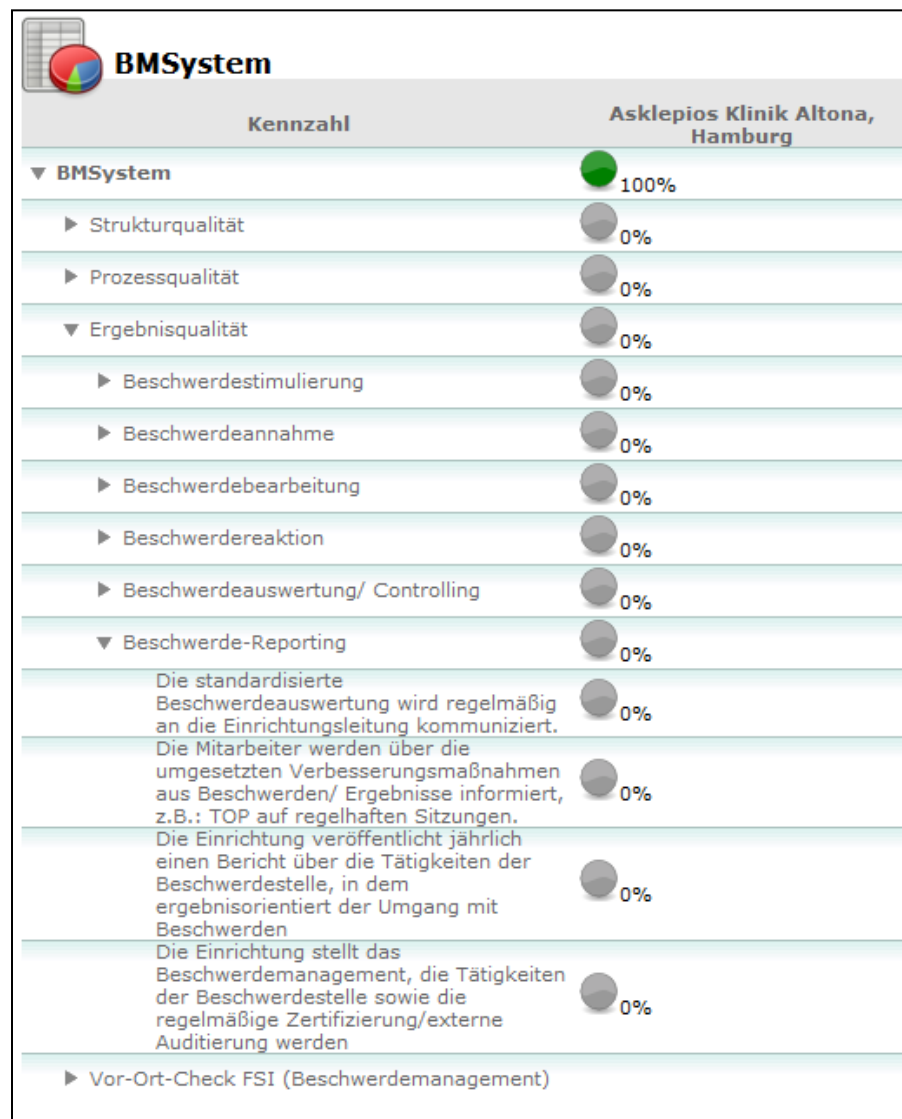 BMSystem
Kennzahl
Asklepios Klinik Altona,
Hamburg
BMSystem
100%
Strukturqualität
0%
Prozessqualität
0%
Ergebnisqualität
0%
Beschwerdestimulierung
0%
Beschwerdeannahme
0%
Beschwerdebearbeitung
0%
Beschwerdereaktion
0%
Beschwerdeauswertung/ Controlling
0%
Beschwerde-Reporting
0%
Die standardisierte
Beschwerdeauswertung wird regelmäßig
an die Einrichtungsleitung kommuniziert.
0%
Die Mitarbeiter werden über die
umgesetzten Verbesserungsmaßnahmen
aus Beschwerden/ Ergebnisse informiert,
z.B.: TOP auf regelhaften Sitzungen.
0%
Die Einrichtung veröffentlicht jährlich
einen Bericht über die Tätigkeiten der
Beschwerdestelle, in dem
ergebnisorientiert der Umgang mit
Beschwerden
0%
Die Einrichtung stellt das
Beschwerdemanagement, die Tätigkeiten
der Beschwerdestelle sowie die
regelmäßige Zertifizierung/externe
Auditierung werden
0%
Vor-Ort-Check FSI (Beschwerdemanagement)